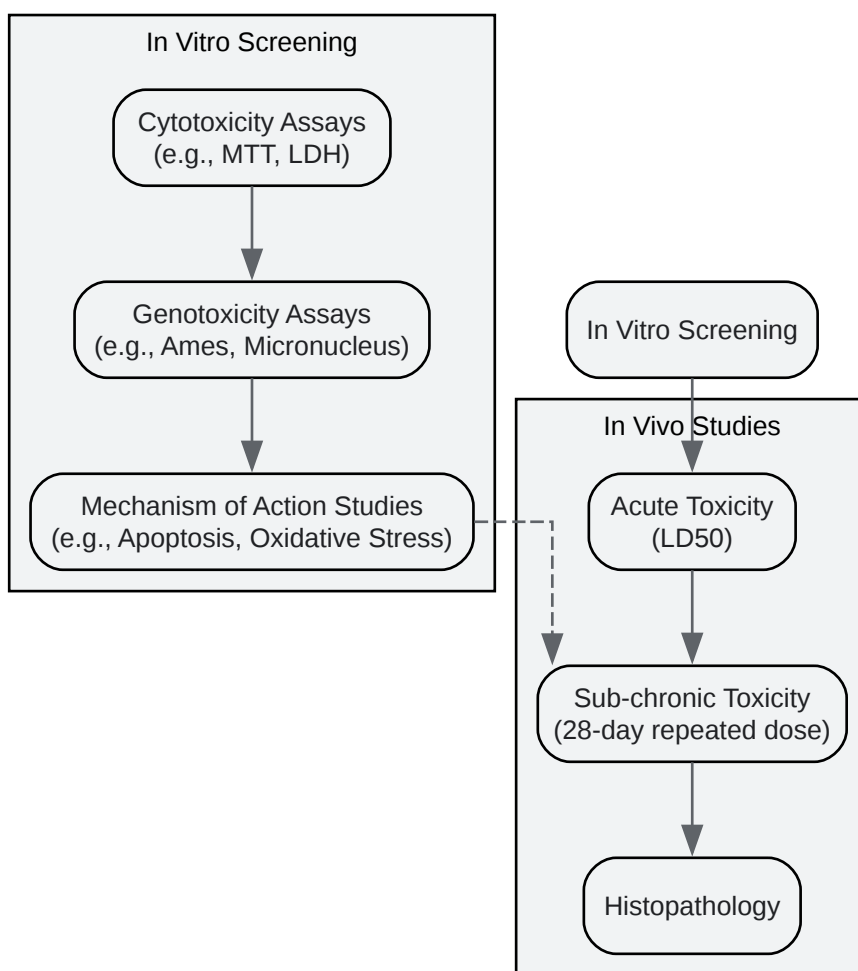 In Vitro Screening
Cytotoxicity Assays
(e.g., MTT, LDH)
Genotoxicity Assays
(e.g., Ames, Micronucleus)
Mechanism of Action Studies
(e.g., Apoptosis, Oxidative Stress)
In Vitro Screening
In Vivo Studies
Acute Toxicity
(LD50)
Sub-chronic Toxicity
(28-day repeated dose)
Histopathology